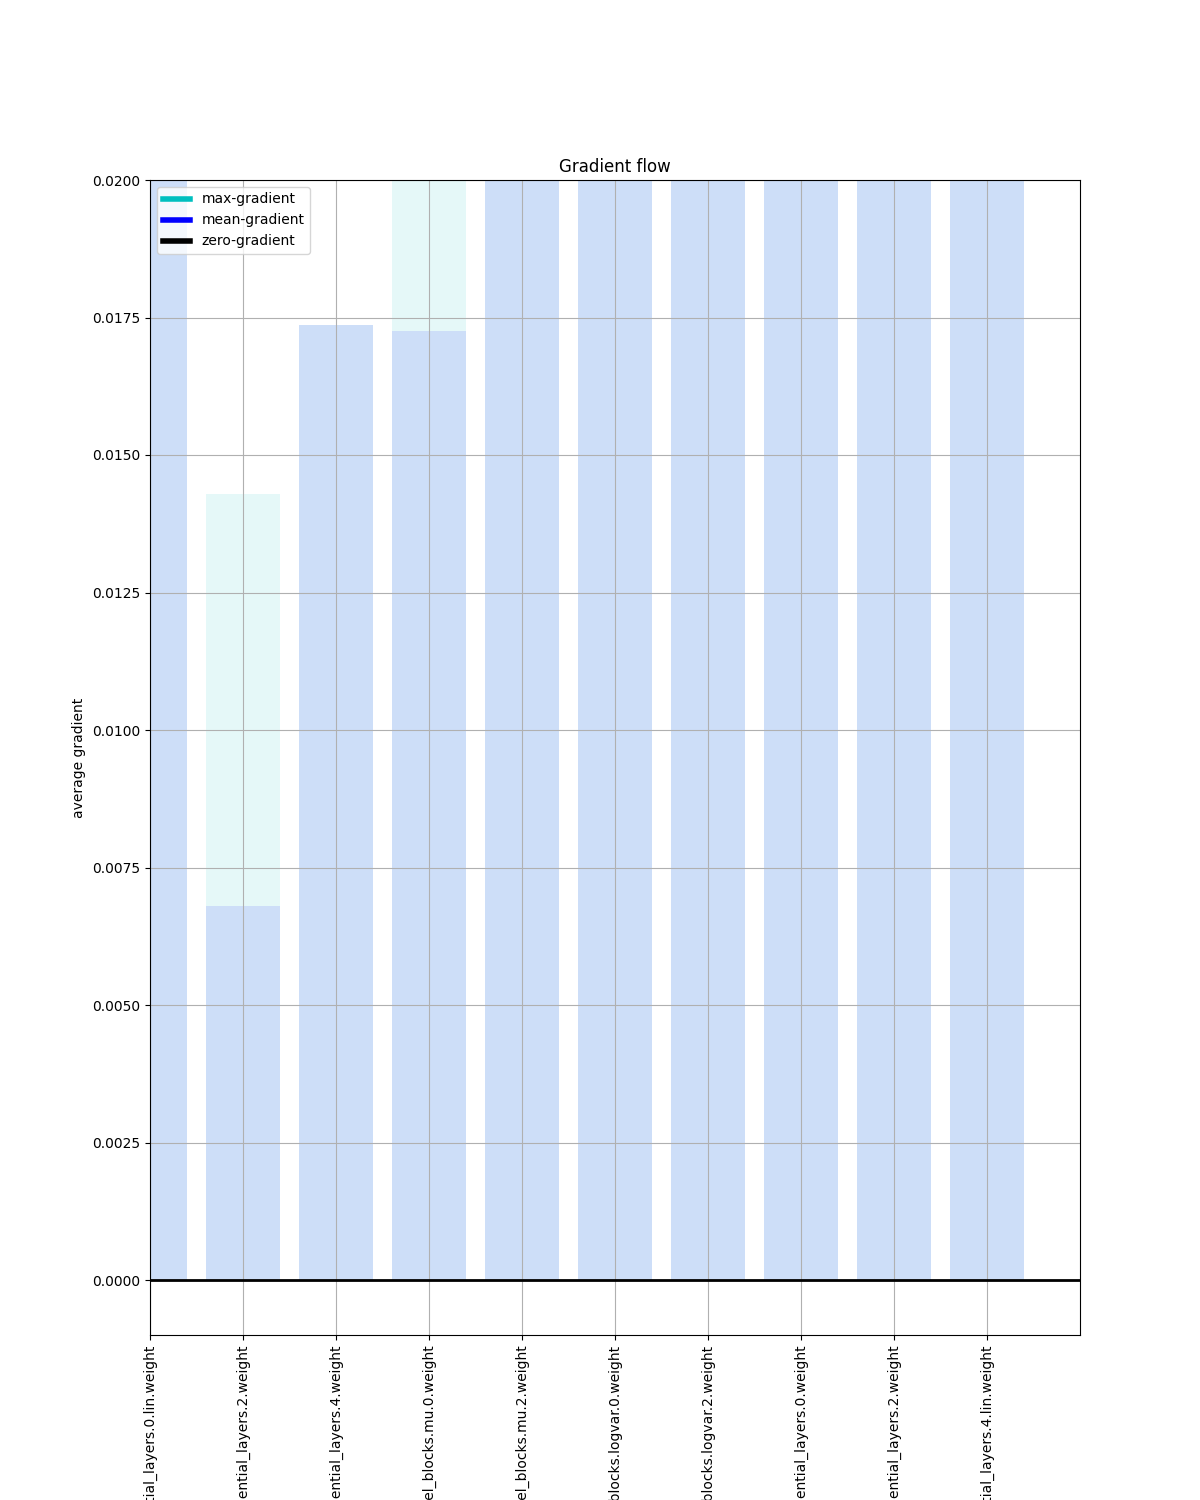 Gradient flow
max-gradient
mean-gradient
zero-gradient
average gradient
0.0200
0.0175
0.0150
0.0125
0.0100
0.0075
0.0050
0.0025
0.0000
tial_layers.0.lin.weight
ential_layers.2.weight
ential_layers.4.weight
el_blocks.mu.0.weight
el_blocks.mu.2.weight
blocks.logvar.0.weight
blocks.logvar.2.weight
ential_layers.0.weight
ential_layers.2.weight
tial_layers.4.lin.weight